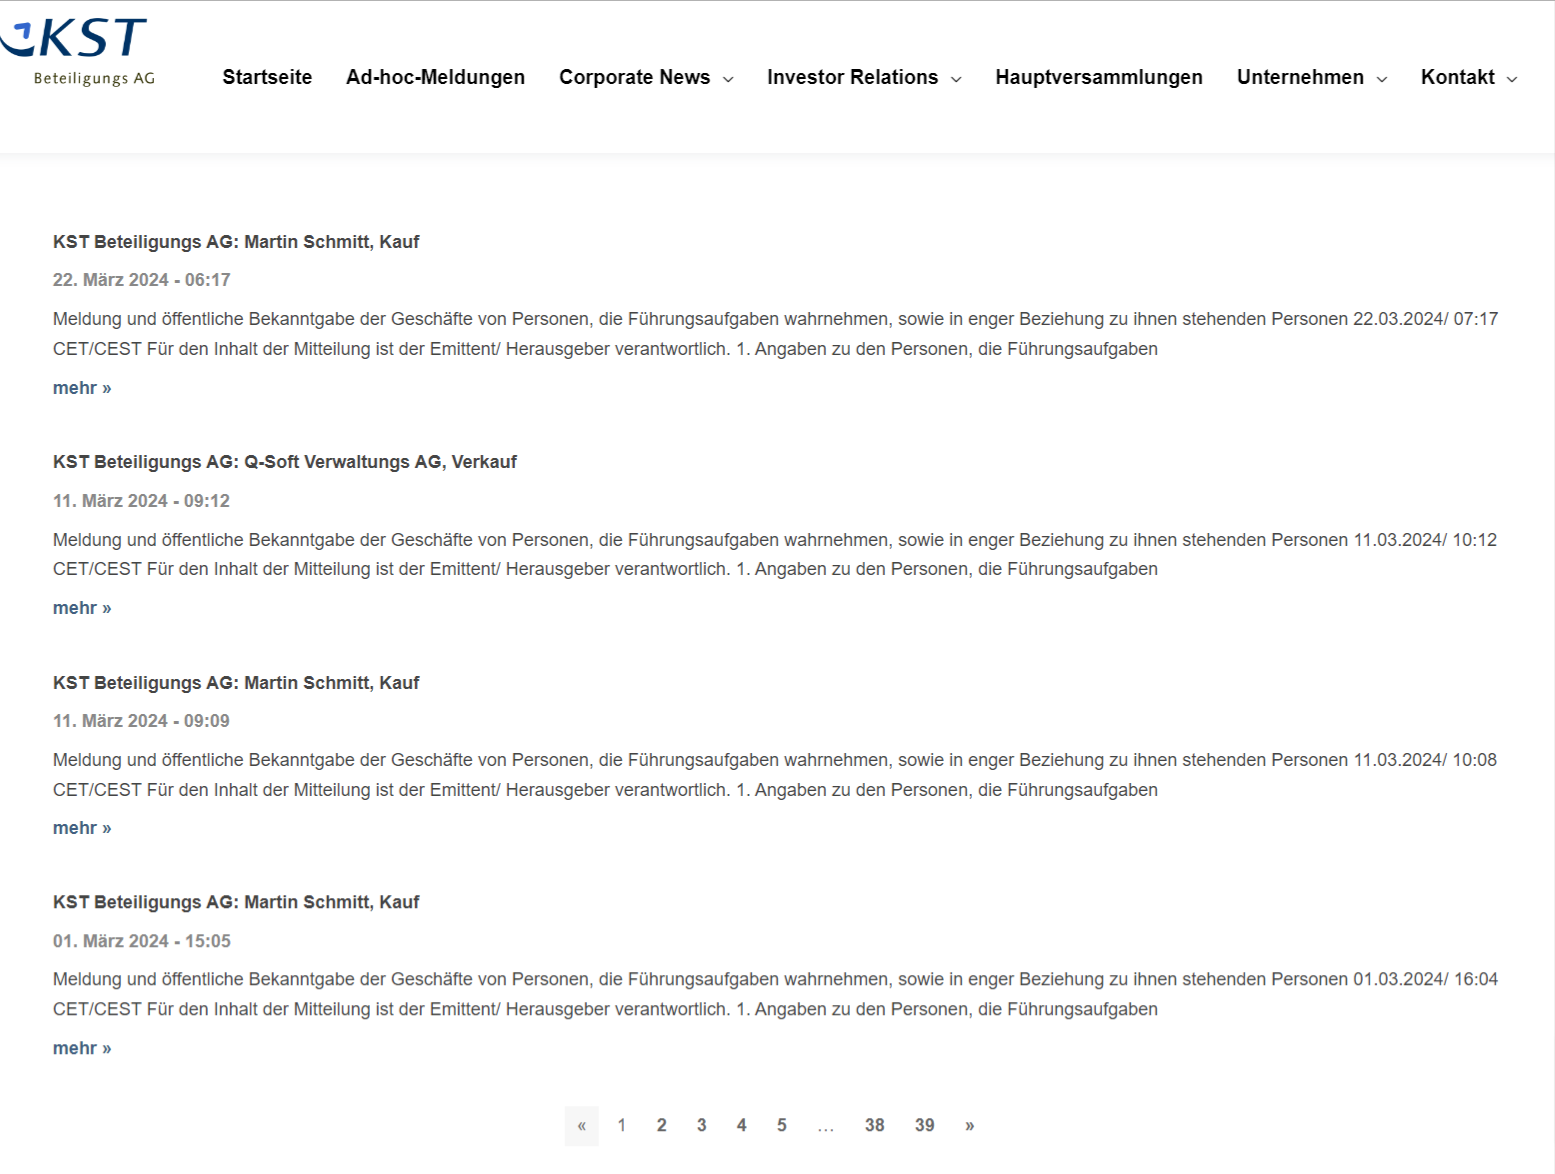 KST
Beteiligungs AG
Startseite Ad-hoc-Meldungen Corporate News Investor Relations Hauptversammlungen Unternehmen Kontakt
KST Beteiligungs AG: Martin Schmitt, Kauf
22. März 2024 - 06:17
Meldung und öffentliche Bekanntgabe der Geschäfte von Personen, die Führungsaufgaben wahrnehmen, sowie in enger Beziehung zu ihnen stehenden Personen 22.03.2024/ 07:17
CET/CEST Für den Inhalt der Mitteilung ist der Emittent/ Herausgeber verantwortlich. 1. Angaben zu den Personen, die Führungsaufgaben
mehr »
KST Beteiligungs AG: Q-Soft Verwaltungs AG, Verkauf
11. März 2024 - 09:12
Meldung und öffentliche Bekanntgabe der Geschäfte von Personen, die Führungsaufgaben wahrnehmen, sowie in enger Beziehung zu ihnen stehenden Personen 11.03.2024/ 10:12
CET/CEST Für den Inhalt der Mitteilung ist der Emittent/ Herausgeber verantwortlich. 1. Angaben zu den Personen, die Führungsaufgaben
mehr »
KST Beteiligungs AG: Martin Schmitt, Kauf
11. März 2024 - 09:09
Meldung und öffentliche Bekanntgabe der Geschäfte von Personen, die Führungsaufgaben wahrnehmen, sowie in enger Beziehung zu ihnen stehenden Personen 11.03.2024/ 10:08
CET/CEST Für den Inhalt der Mitteilung ist der Emittent/ Herausgeber verantwortlich. 1. Angaben zu den Personen, die Führungsaufgaben
mehr »
KST Beteiligungs AG: Martin Schmitt, Kauf
01. März 2024 - 15:05
Meldung und öffentliche Bekanntgabe der Geschäfte von Personen, die Führungsaufgaben wahrnehmen, sowie in enger Beziehung zu ihnen stehenden Personen 01.03.2024/ 16:04
CET/CEST Für den Inhalt der Mitteilung ist der Emittent/ Herausgeber verantwortlich. 1. Angaben zu den Personen, die Führungsaufgaben
mehr »
« 1 2 3 4 5 … 38 39 »